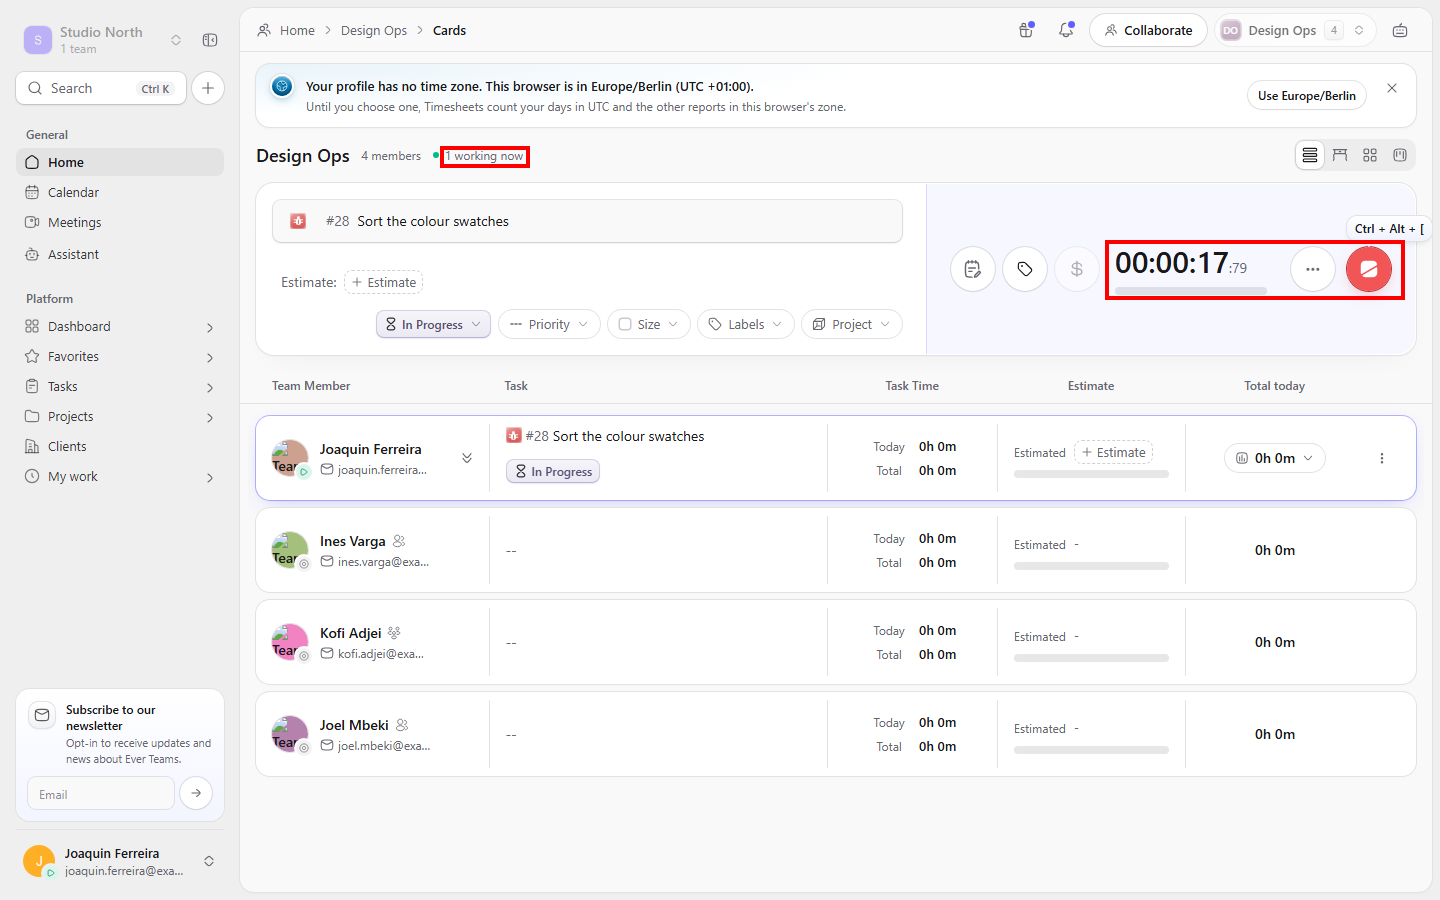 S
Studio North
1 team
Search
Ctrl K
General
Home
Calendar
Meetings
Assistant
Platform
Dashboard
Favorites
Tasks
Projects
Clients
My work
Subscribe to our
newsletter
Opt-in to receive updates and
news about Ever Teams.
Email
J
Joaquin Ferreira
joaquin.ferreira@exa...
Home
Design Ops
Cards
Collaborate
DO
Design Ops
4
Your profile has no time zone. This browser is in Europe/Berlin (UTC +01:00).
Until you choose one, Timesheets count your days in UTC and the other reports in this browser's zone.
Use Europe/Berlin
Design Ops
4 members
1 working now
#28 Sort the colour swatches
Estimate:
+ Estimate
In Progress
Priority
Size
Labels
Project
Ctrl + Alt + [
$
00:00:17:79
Team Member
Task
Task Time
Estimate
Total today
Tear
Joaquin Ferreira
joaquin.ferreira...
#28 Sort the colour swatches
In Progress
Today 0h 0m
Total 0h 0m
Estimated + Estimate
0h 0m
Tear
Ines Varga
ines.varga@exa...
--
Today 0h 0m
Total 0h 0m
Estimated -
0h 0m
Tear
Kofi Adjei
kofi.adjei@exa...
--
Today 0h 0m
Total 0h 0m
Estimated -
0h 0m
Tear
Joel Mbeki
joel.mbeki@exa...
--
Today 0h 0m
Total 0h 0m
Estimated -
0h 0m